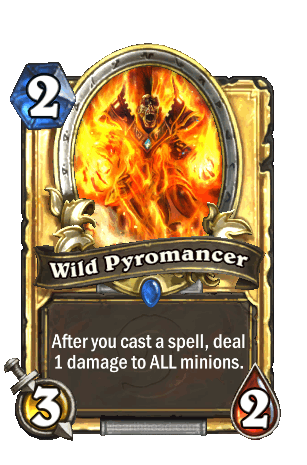 2
Wild Pyromancer
After you cast a spell, deal
1 damage to ALL minions.
3
2